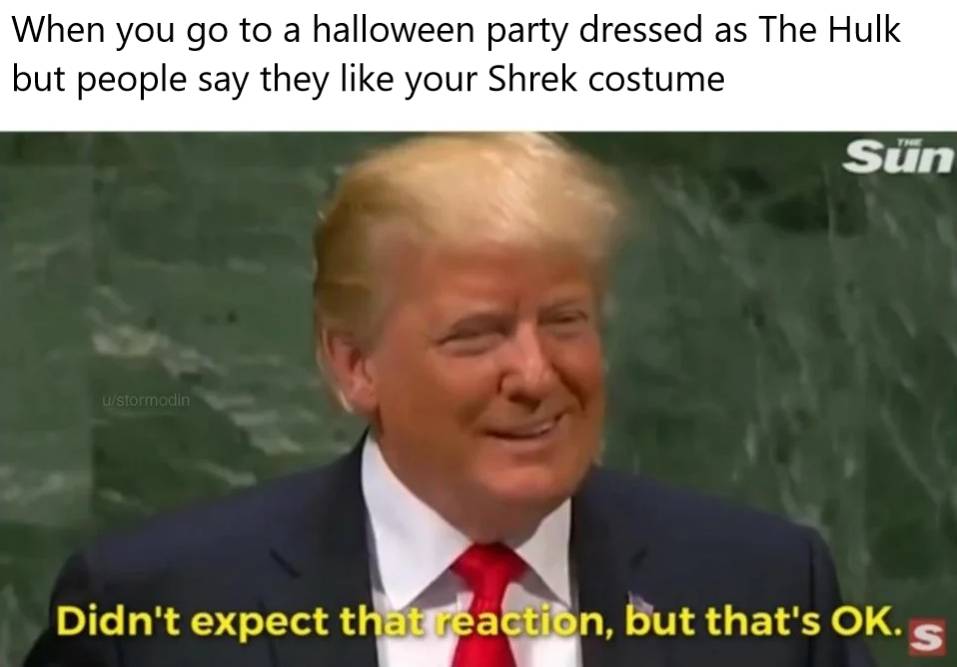 When you go to a halloween party dressed as The Hulk
but people say they like your Shrek costume
THE
Sun
u/stormodin
Didn't expect that reaction, but that's OK.
S